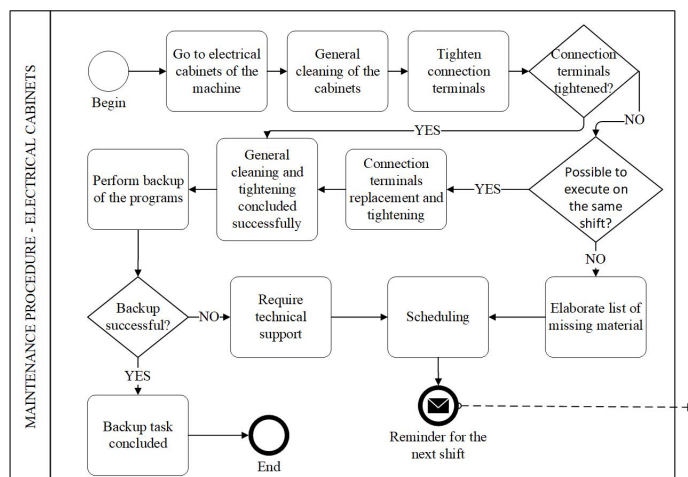 MAINTENANCE PROCEDURE - ELECTRICAL CABINETS
Begin
Go to electrical
cabinets of the
machine
General
cleaning of the
cabinets
Tighten
connection
terminals
Connection
terminals
tightened?
YES
NO
Perform backup
of the programs
General
cleaning and
tightening
concluded
successfully
Connection
terminals
replacement and
tightening
YES
Possible to
execute on
the same
shift?
NO
Backup
successful?
NO
Require
technical
support
Scheduling
Elaborate list of
missing material
YES
Backup task
concluded
End
Reminder for the
next shift